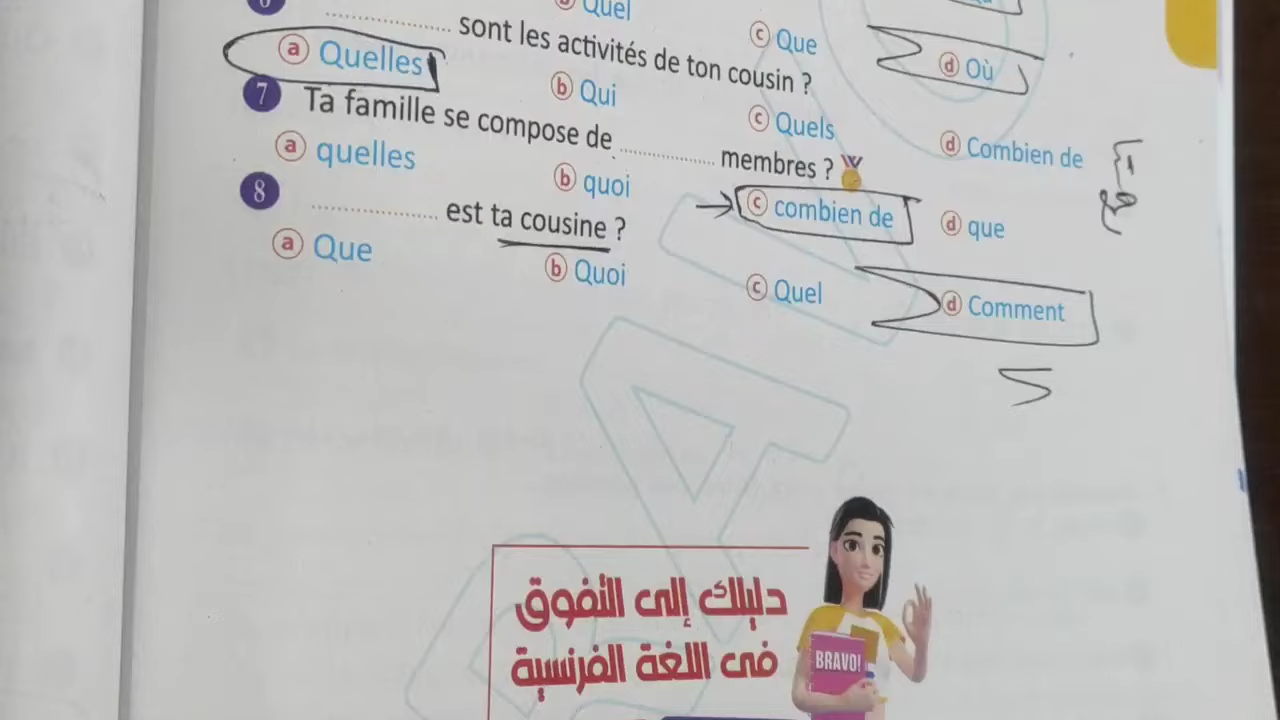 b Quel
c Que
6 .................... sont les activités de ton cousin ?
a Quelles
b Qui
c Quels
d Où
7 Ta famille se compose de .................... membres ?
d Combien de
a quelles
b quoi
c combien de
d que
8 .................... est ta cousine ?
a Que
b Quoi
c Quel
d Comment
دليلك إلى التفوق
فى اللغة الفرنسية
BRAVO!